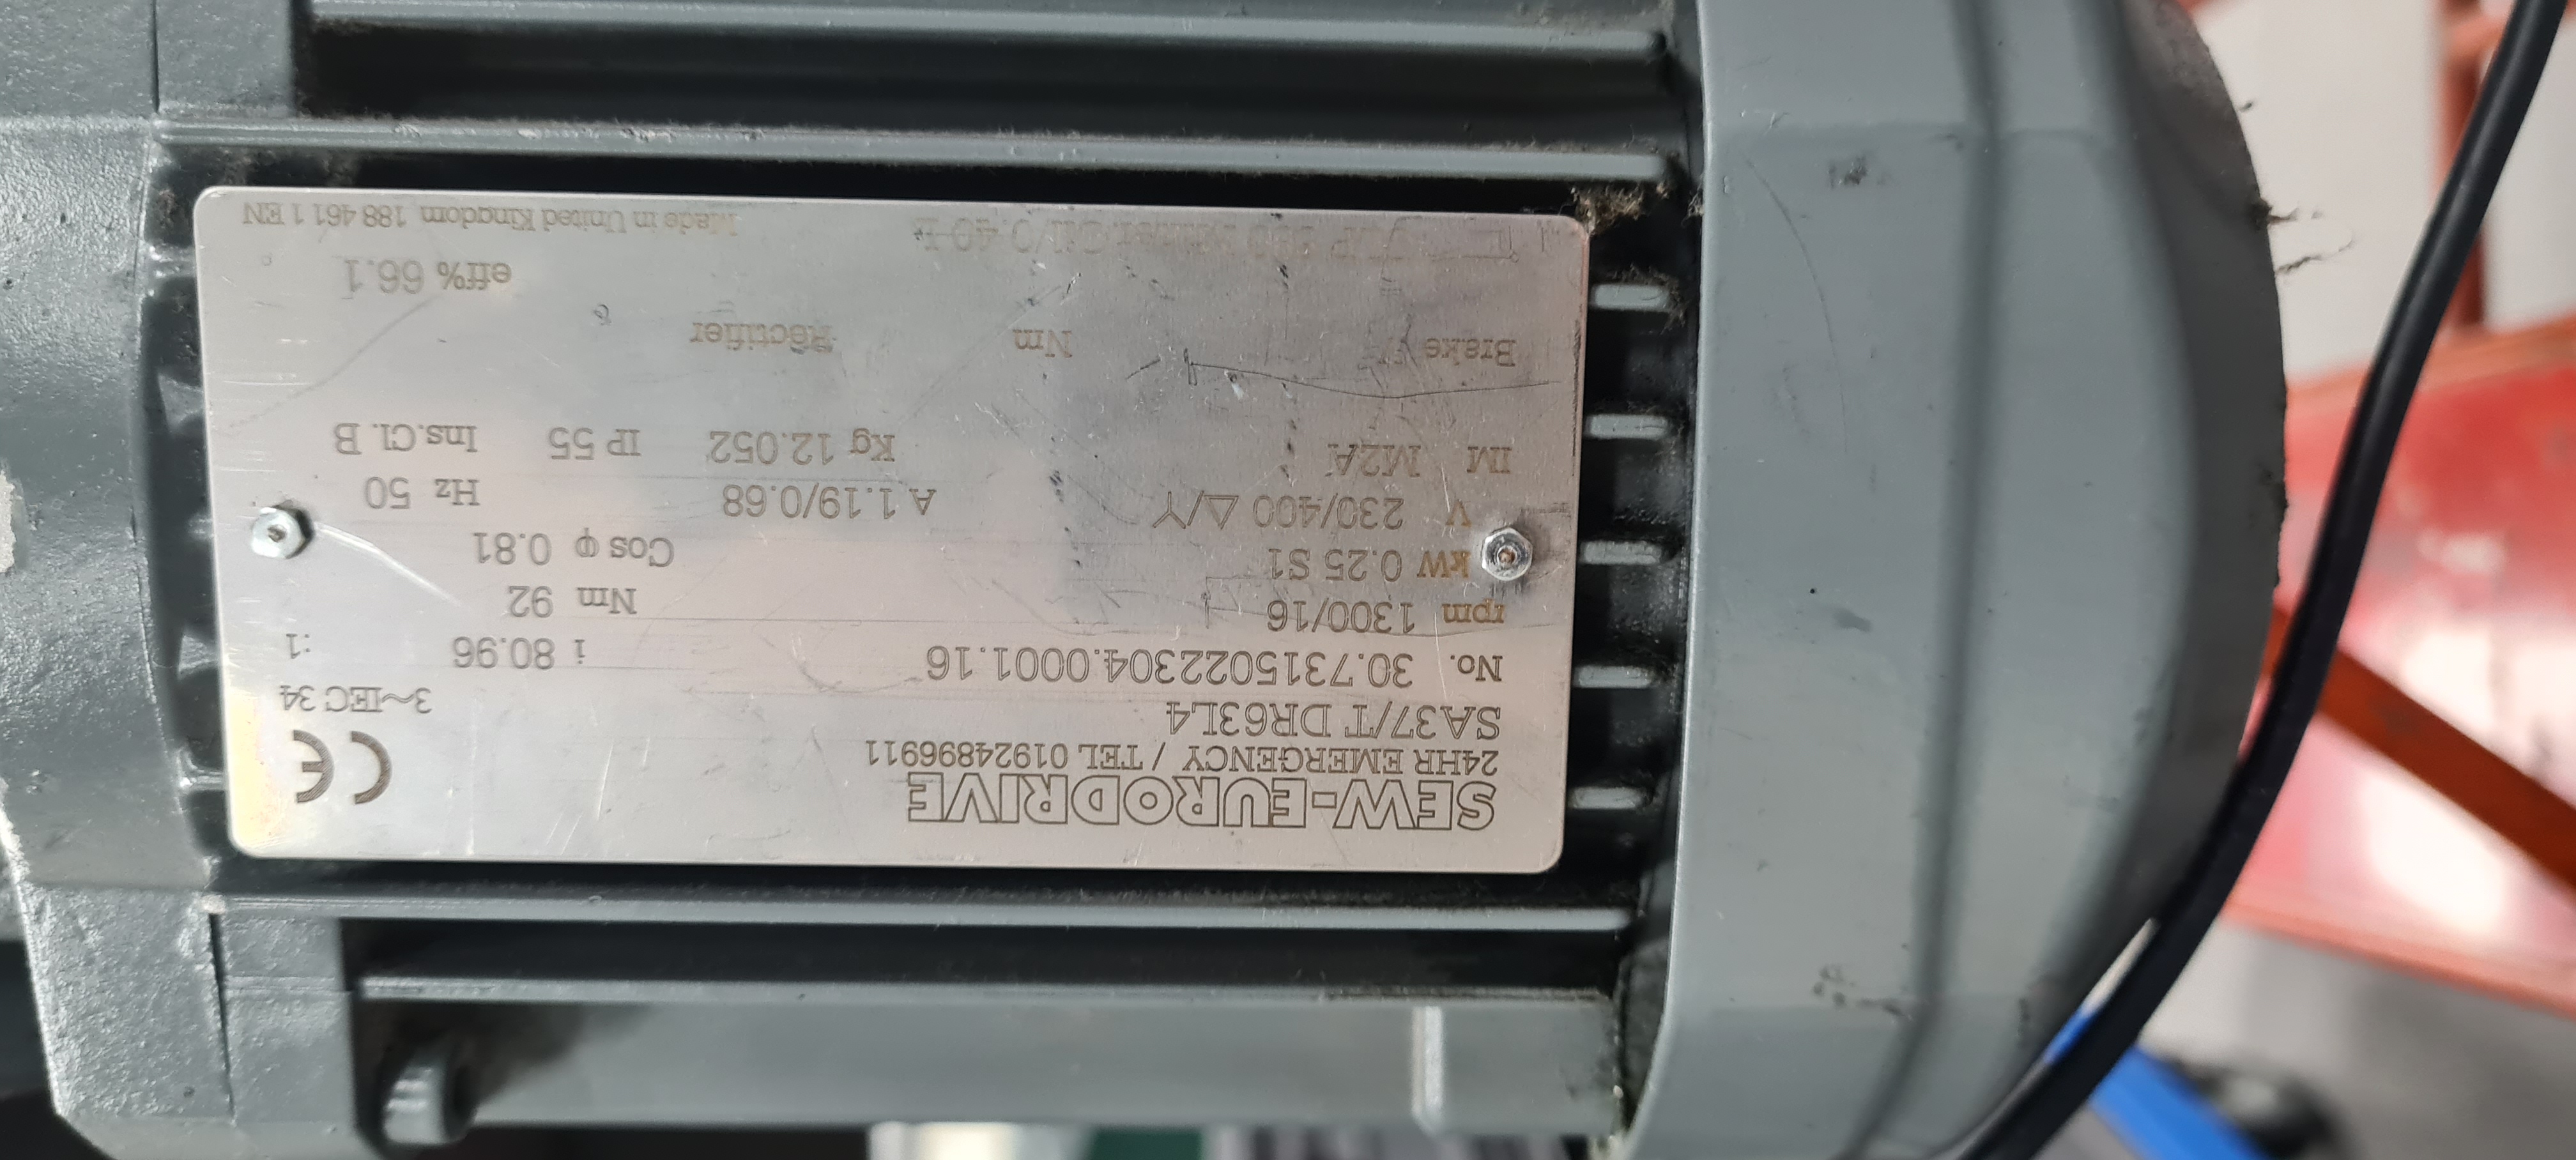 SEW-EURODRIVE
24HR EMERGENCY / TEL 01924896911
CE
SA37/T DR63L4 3~IEC 34
No. 30.7315022304.0001.16 i 80.96 :1
rpm 1300/16 Nm 92
kW 0.25 S1 Cos φ 0.81
V 230/400 △/Y A 1.19/0.68 Hz 50
IM M2A Kg 12.052 IP 55 Ins.Cl. B
Brake V Nm Rectifier
eff% 66.1
Made in United Kingdom 188 461 1 EN